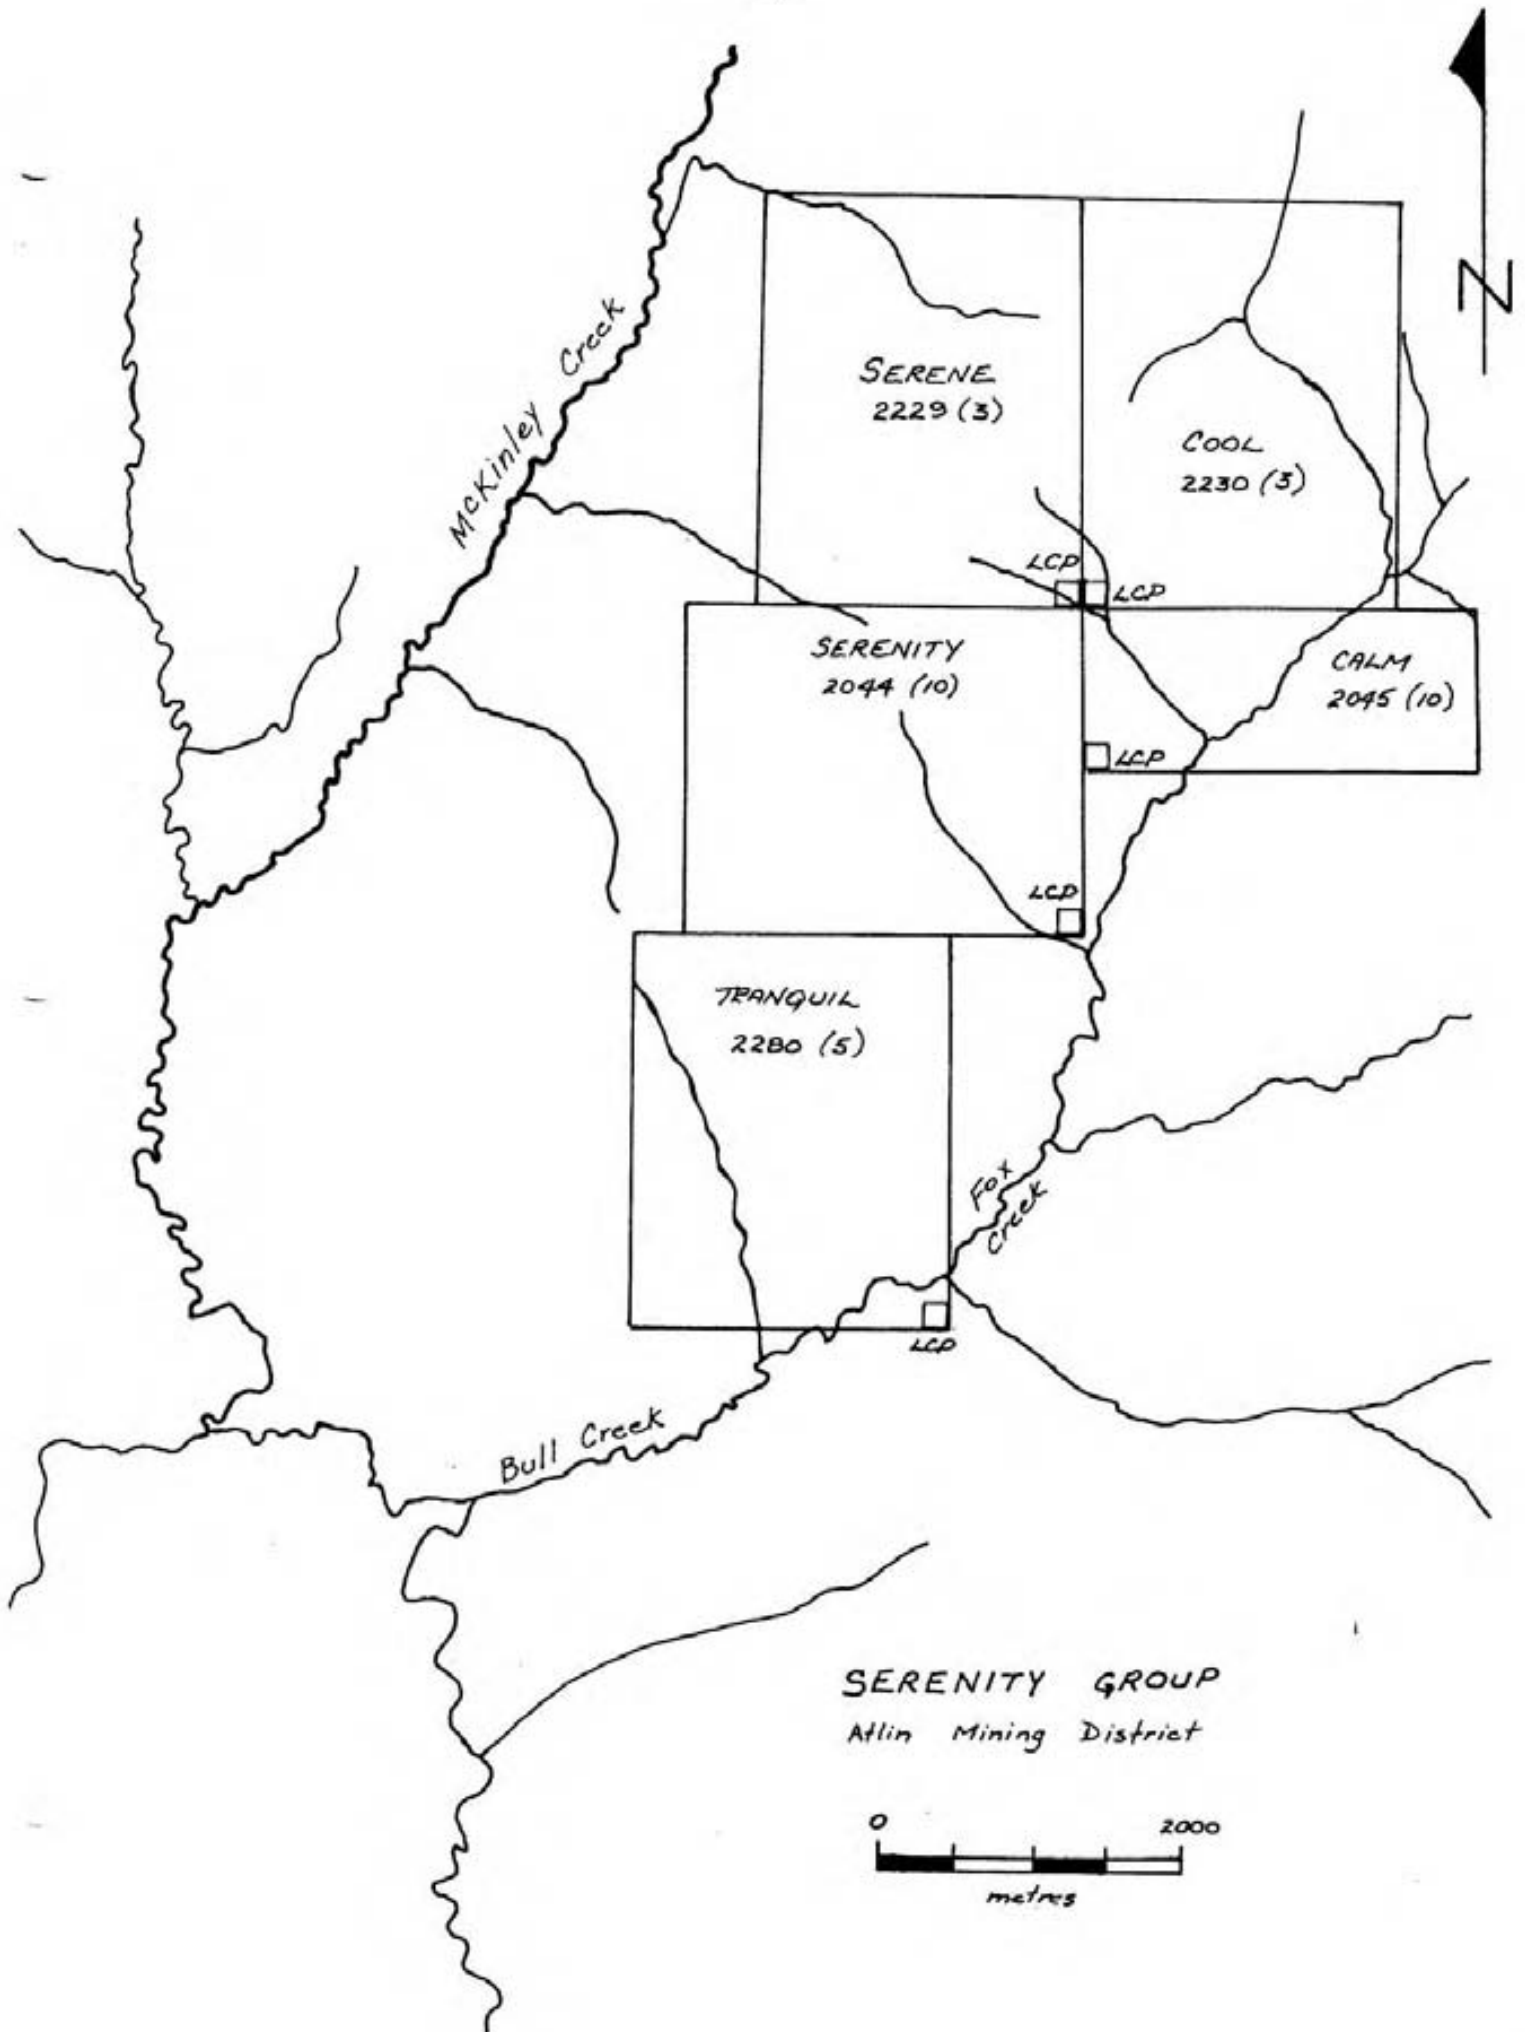 N
McKinley Creek
SERENE
2229 (3)
COOL
2230 (3)
LCP
LCP
SERENITY
2044 (10)
CALM
2045 (10)
LCP
LCP
TRANQUIL
2280 (5)
Fox
Creek
LCP
Bull Creek
SERENITY GROUP
Atlin Mining District
0 2000
metres